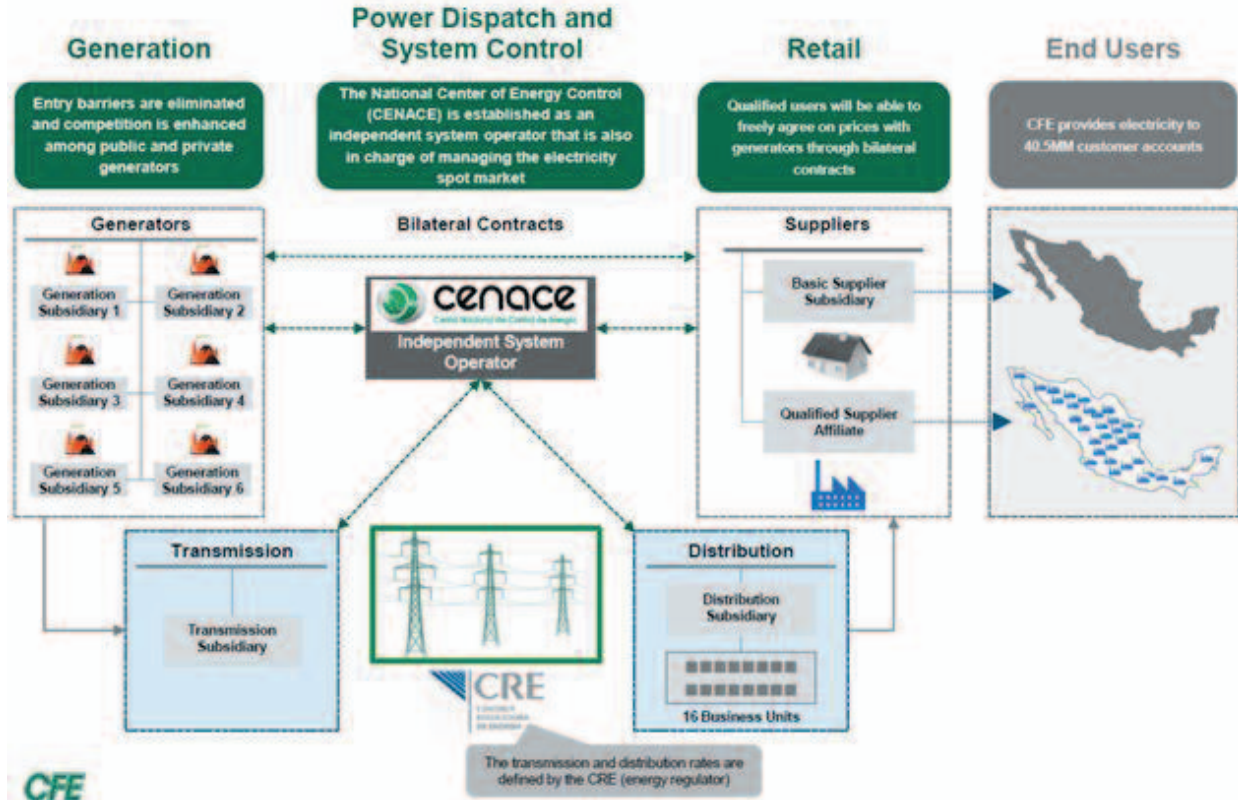 Generation
Power Dispatch and
System Control
Retail
End Users
Entry barriers are eliminated
and competition is enhanced
among public and private
generators
The National Center of Energy Control
(CENACE) is established as an
independent system operator that is also
in charge of managing the electricity
spot market
Qualified users will be able to
freely agree on prices with
generators through bilateral
contracts
CFE provides electricity to
40.5MM customer accounts
Generators
Generation
Subsidiary 1
Generation
Subsidiary 2
Generation
Subsidiary 3
Generation
Subsidiary 4
Generation
Subsidiary 5
Generation
Subsidiary 6
Bilateral Contracts
cenace
Independent System
Operator
Suppliers
Basic Supplier
Subsidiary
Qualified Supplier
Affiliate
Transmission
Transmission
Subsidiary
Distribution
Distribution
Subsidiary
16 Business Units
CRE
The transmission and distribution rates are
defined by the CRE (energy regulator)
CFE